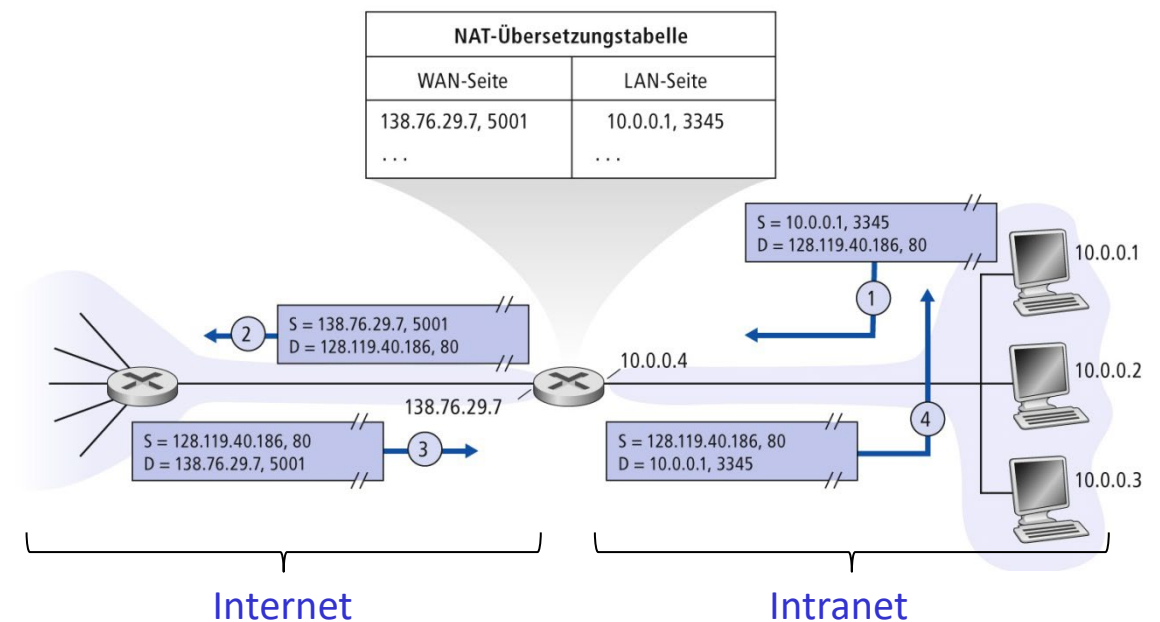 NAT-Übersetzungstabelle
WAN-Seite LAN-Seite
138.76.29.7, 5001 10.0.0.1, 3345
. . . . . .
S = 10.0.0.1, 3345
D = 128.119.40.186, 80
10.0.0.1
1
S = 138.76.29.7, 5001
D = 128.119.40.186, 80
2
10.0.0.4
10.0.0.2
138.76.29.7
S = 128.119.40.186, 80
D = 138.76.29.7, 5001
3
S = 128.119.40.186, 80
D = 10.0.0.1, 3345
4
10.0.0.3
Internet
Intranet